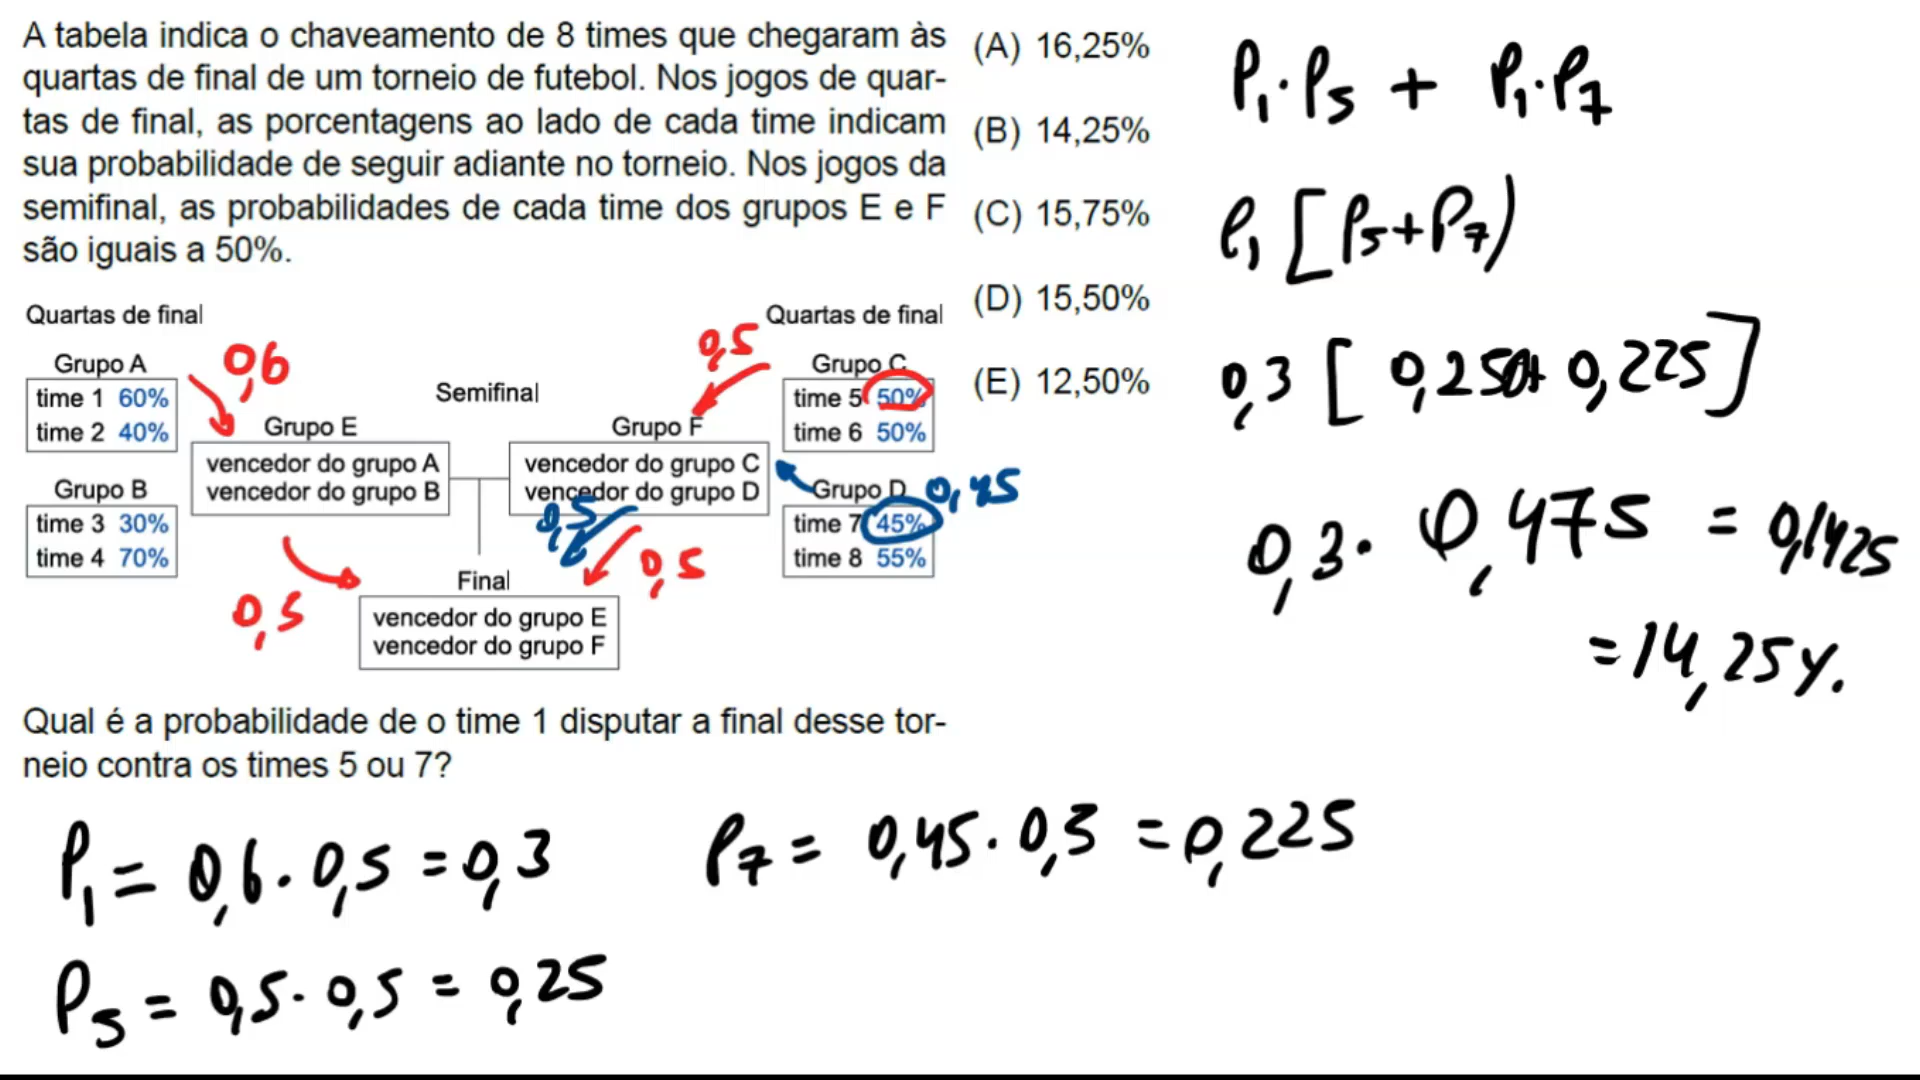 A tabela indica o chaveamento de 8 times que chegaram às
quartas de final de um torneio de futebol. Nos jogos de quar-
tas de final, as porcentagens ao lado de cada time indicam
sua probabilidade de seguir adiante no torneio. Nos jogos da
semifinal, as probabilidades de cada time dos grupos E e F
são iguais a 50%.
Quartas de final
Grupo A
time 1 60%
time 2 40%
Grupo B
time 3 30%
time 4 70%
0,6
Semifinal
Grupo E
vencedor do grupo A
vencedor do grupo B
Grupo F
vencedor do grupo C
vencedor do grupo D
0,5
Quartas de final
Grupo C
time 5 50%
time 6 50%
Grupo D 0,45
time 7 45%
time 8 55%
0,5
0,5
0,5
Final
vencedor do grupo E
vencedor do grupo F
Qual é a probabilidade de o time 1 disputar a final desse tor-
neio contra os times 5 ou 7?
(A) 16,25%
(B) 14,25%
(C) 15,75%
(D) 15,50%
(E) 12,50%
P1 · P5 + P1 · P7
P1 [P5+P7)
0,3 [0,250+ 0,225]
0,3 · 0,475 = 0,1425
= 14,25%.
P1 = 0,6 · 0,5 = 0,3
P5 = 0,5 · 0,5 = 0,25
P7 = 0,45 · 0,5 = 0,225